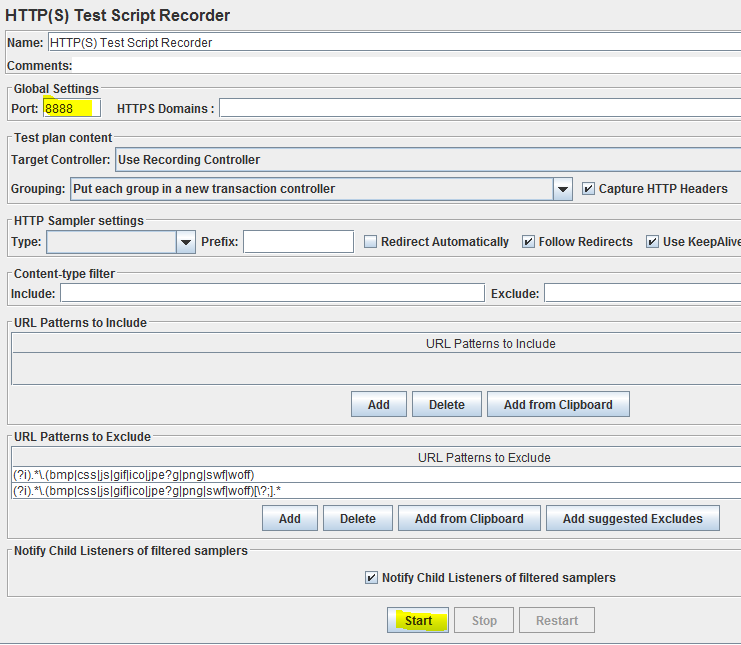 HTTP(S) Test Script Recorder
Name: HTTP(S) Test Script Recorder
Comments:
Global Settings
Port: 8888 HTTPS Domains :
Test plan content
Target Controller: Use Recording Controller
Grouping: Put each group in a new transaction controller Capture HTTP Headers
HTTP Sampler settings
Type: Prefix: Redirect Automatically Follow Redirects Use KeepAlive
Content-type filter
Include: Exclude:
URL Patterns to Include
URL Patterns to Include
Add Delete Add from Clipboard
URL Patterns to Exclude
URL Patterns to Exclude
(?i).*\.(bmp|css|js|gif|ico|jpe?g|png|swf|woff)
(?i).*\.(bmp|css|js|gif|ico|jpe?g|png|swf|woff)[\?;].*
Add Delete Add from Clipboard Add suggested Excludes
Notify Child Listeners of filtered samplers
Notify Child Listeners of filtered samplers
Start Stop Restart